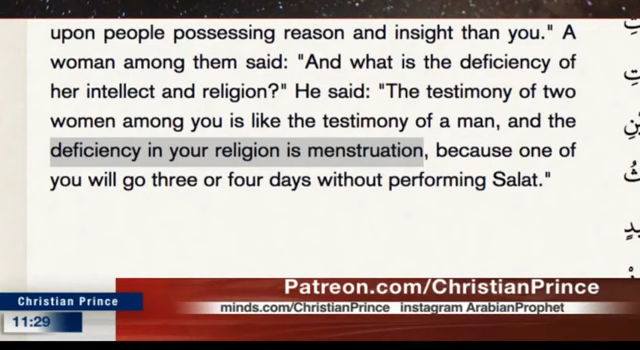 upon people possessing reason and insight than you." A
woman among them said: "And what is the deficiency of
her intellect and religion?" He said: "The testimony of two
women among you is like the testimony of a man, and the
deficiency in your religion is menstruation, because one of
you will go three or four days without performing Salat."
Patreon.com/ChristianPrince
Christian Prince
minds.com/ChristianPrince instagram ArabianProphet
11:29